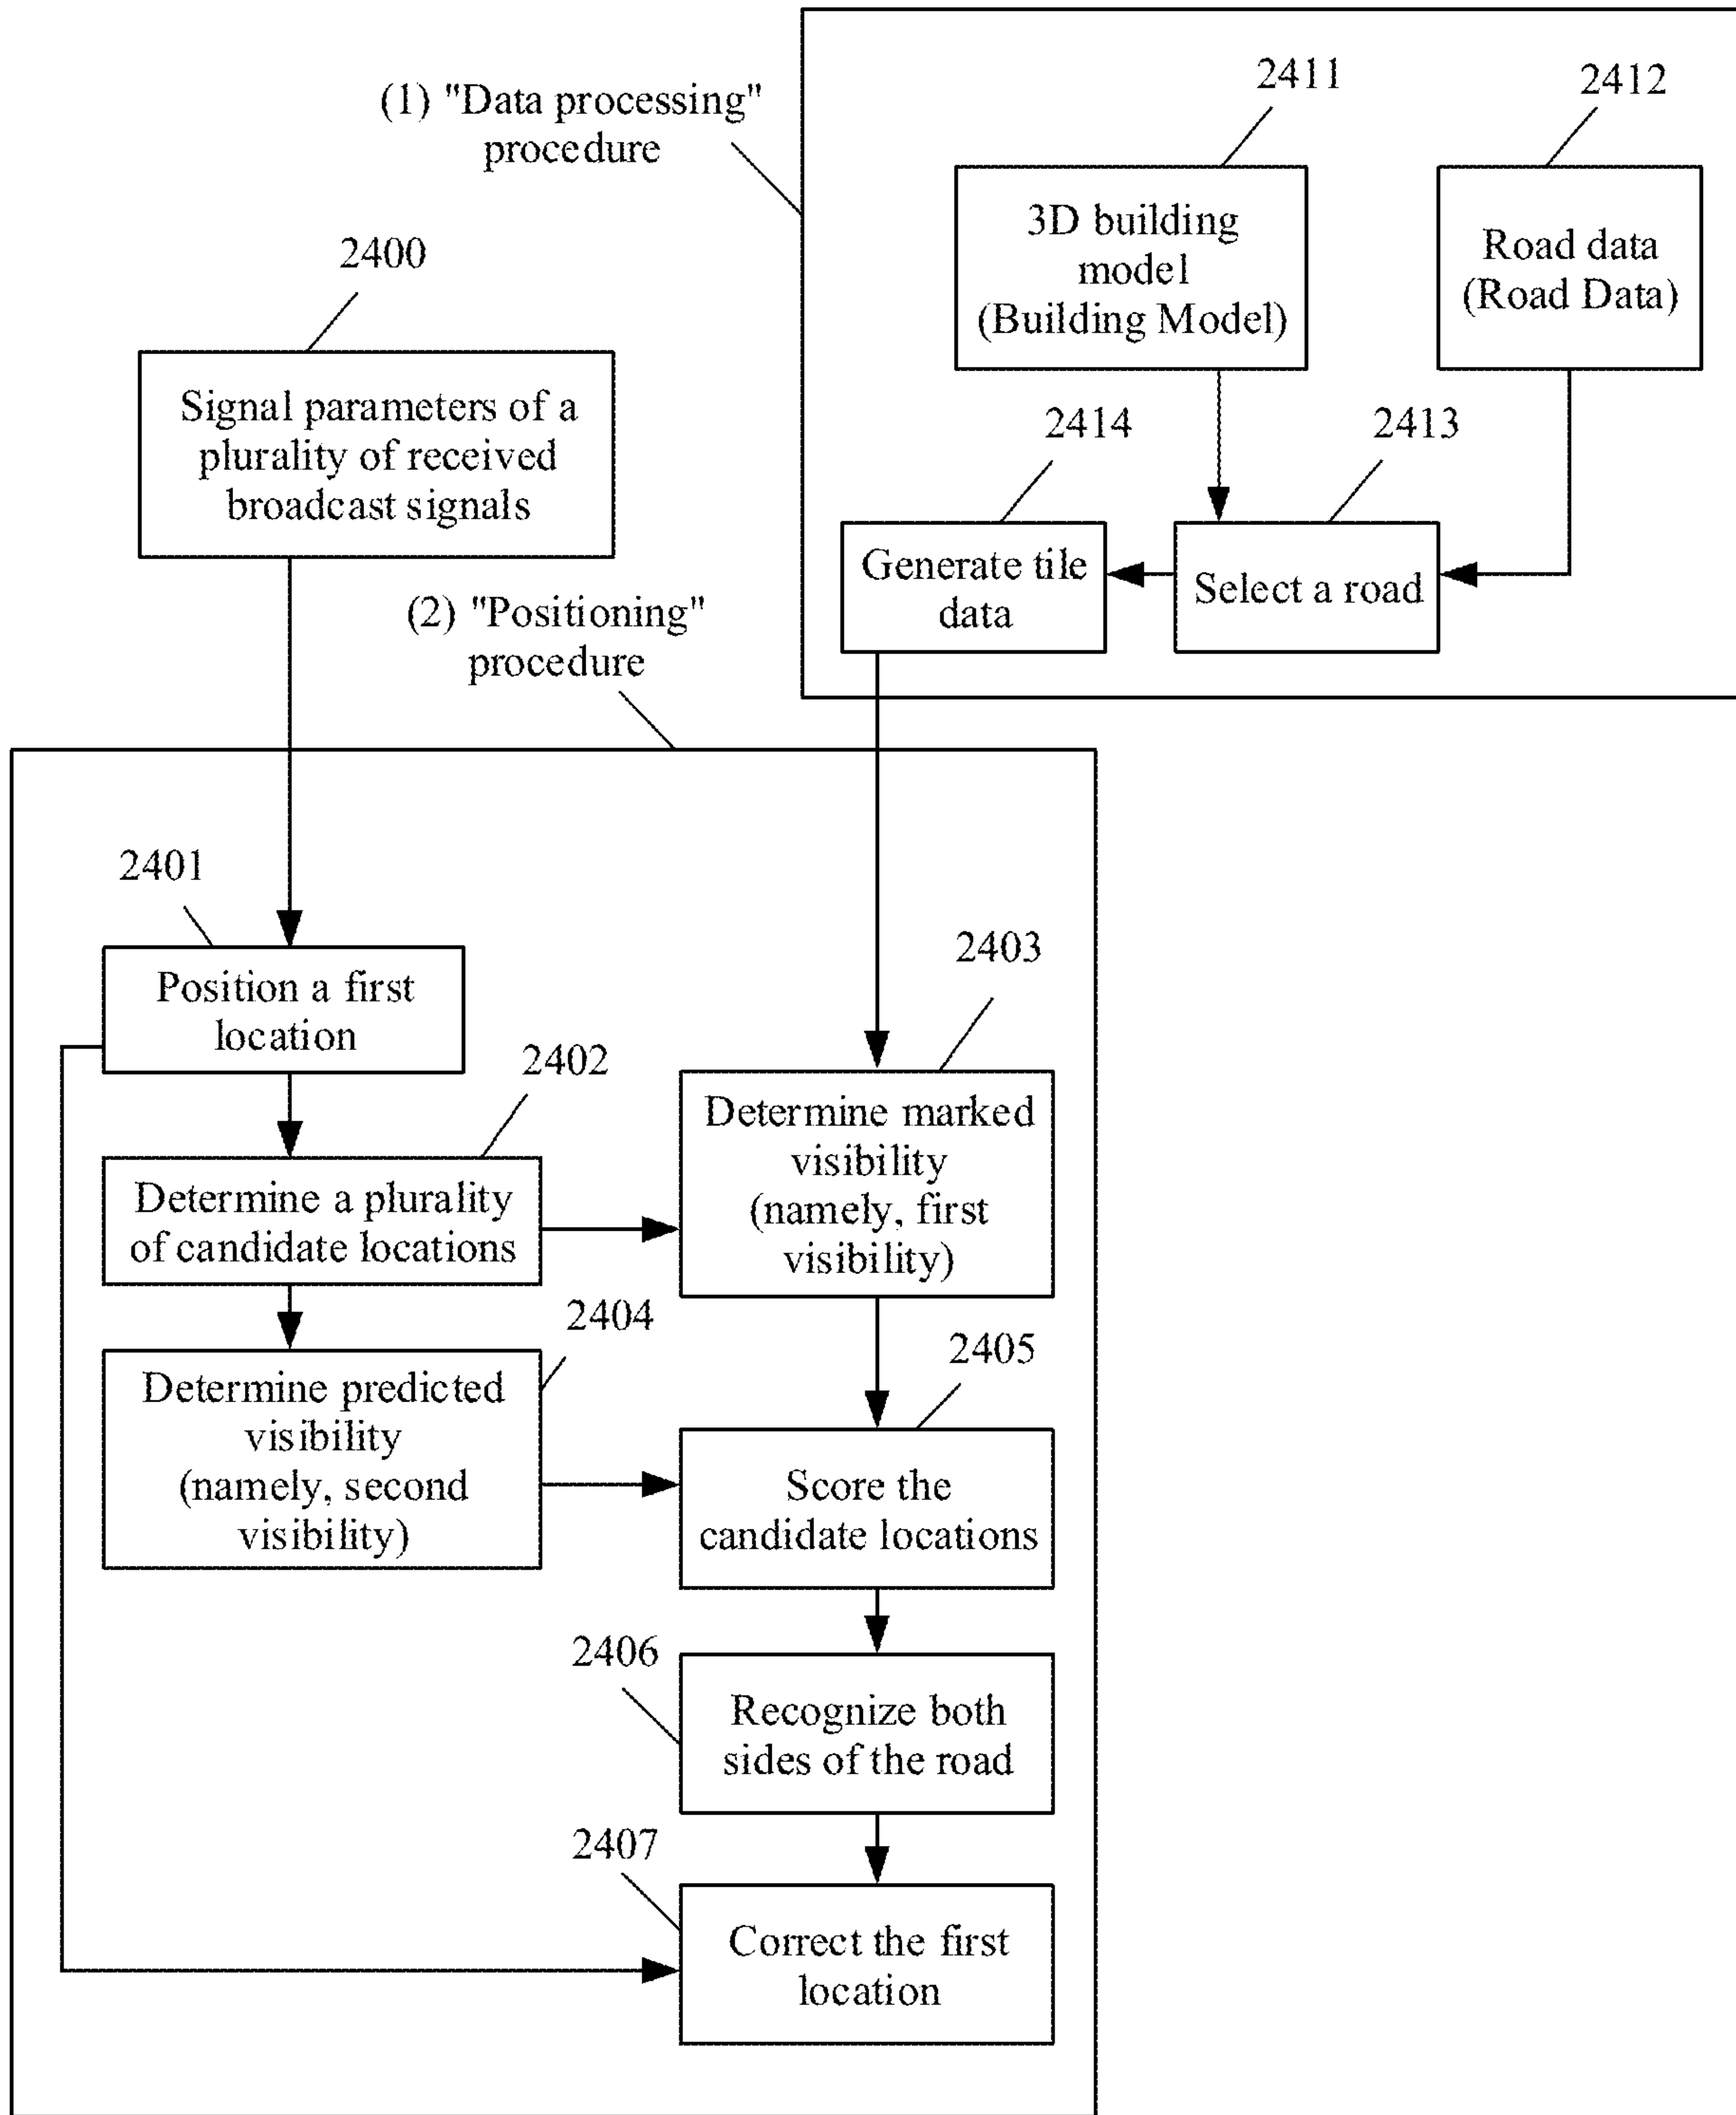 (1) "Data processing"
procedure
2411
2412
3D building
model
(Building Model)
Road data
(Road Data)
2400
Signal parameters of a
plurality of received
broadcast signals
2414
2413
Generate tile
data
Select a road
(2) "Positioning"
procedure
2401
Position a first
location
2402
Determine a plurality
of candidate locations
2403
Determine marked
visibility
(namely, first
visibility)
2404
Determine predicted
visibility
(namely, second
visibility)
2405
Score the
candidate locations
2406
Recognize both
sides of the road
2407
Correct the first
location